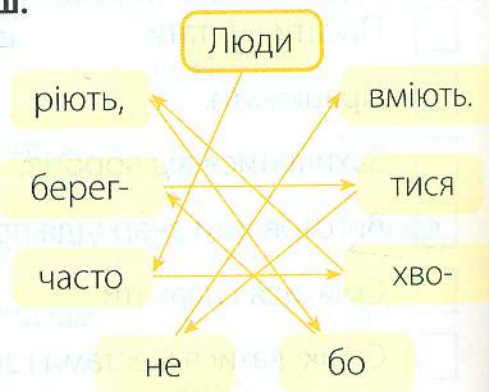 ш.
Люди
ріють,
вміють.
берег-
тися
часто
хво-
не
бо